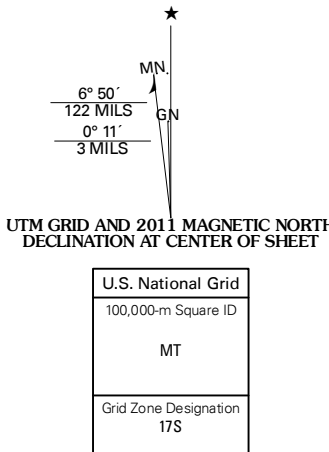 ★
MN.
6° 50´
122 MILS
GN
0° 11´
3 MILS
UTM GRID AND 2011 MAGNETIC NORTH
DECLINATION AT CENTER OF SHEET
U.S. National Grid
100,000-m Square ID
MT
Grid Zone Designation
17S